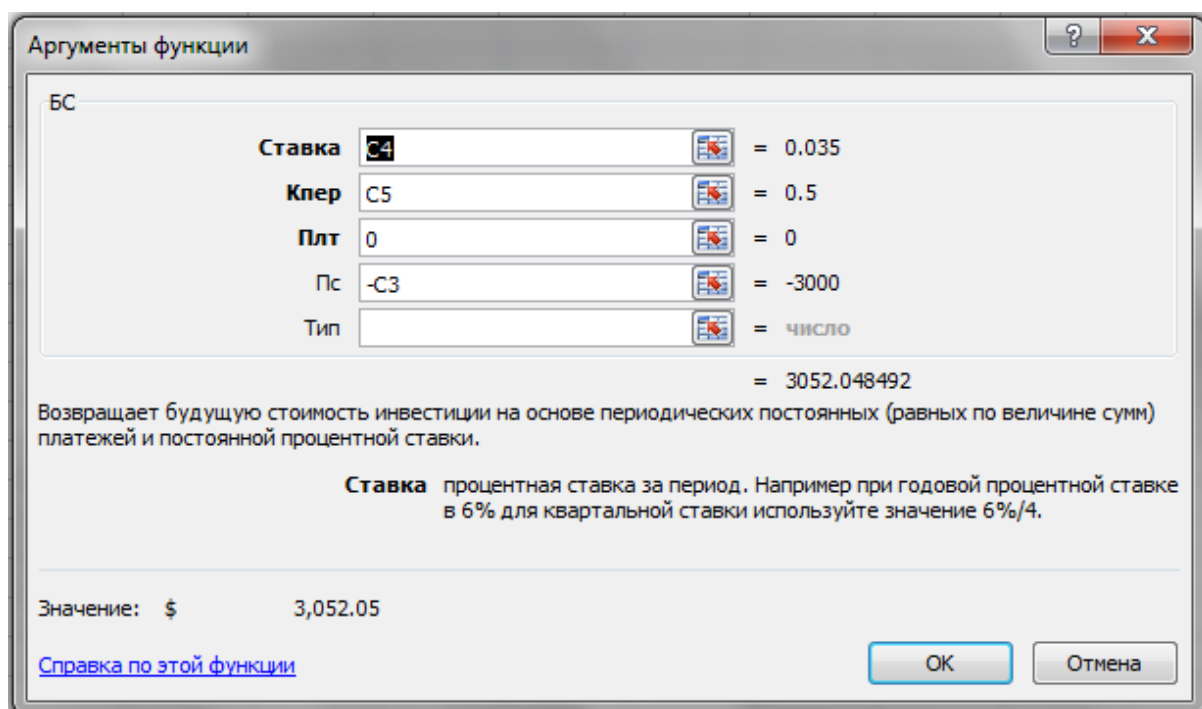 Аргументы функции
БС
Ставка C4 = 0.035
Кпер C5 = 0.5
Плт 0 = 0
Пс -C3 = -3000
Тип = число
= 3052.048492
Возвращает будущую стоимость инвестиции на основе периодических постоянных (равных по величине сумм)
платежей и постоянной процентной ставки.
Ставка процентная ставка за период. Например при годовой процентной ставке
в 6% для квартальной ставки используйте значение 6%/4.
Значение: $ 3,052.05
Справка по этой функции
ОК Отмена